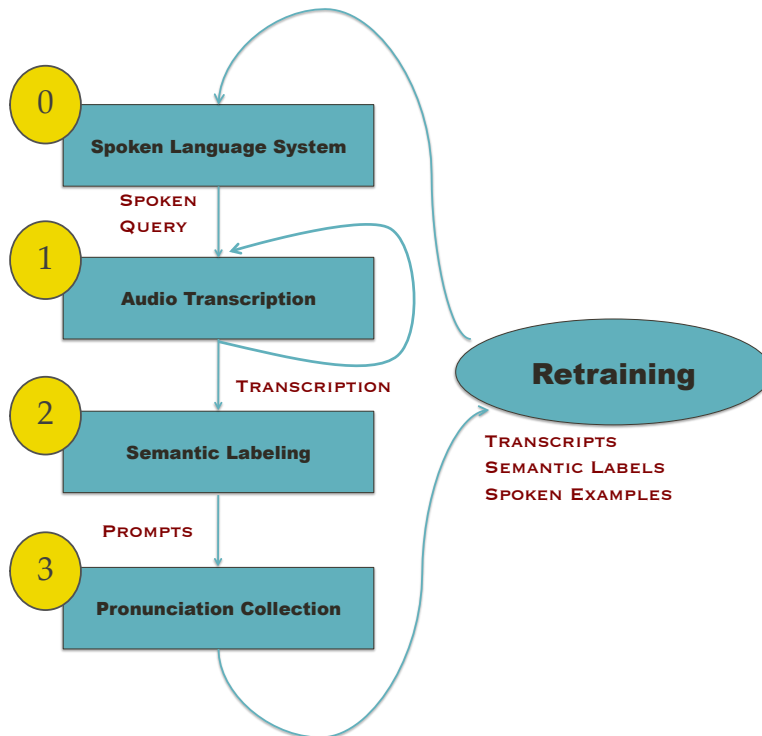 0
Spoken Language System
Spoken
Query
1
Audio Transcription
Transcription
2
Semantic Labeling
Prompts
3
Pronunciation Collection
Retraining
Transcripts
Semantic Labels
Spoken Examples